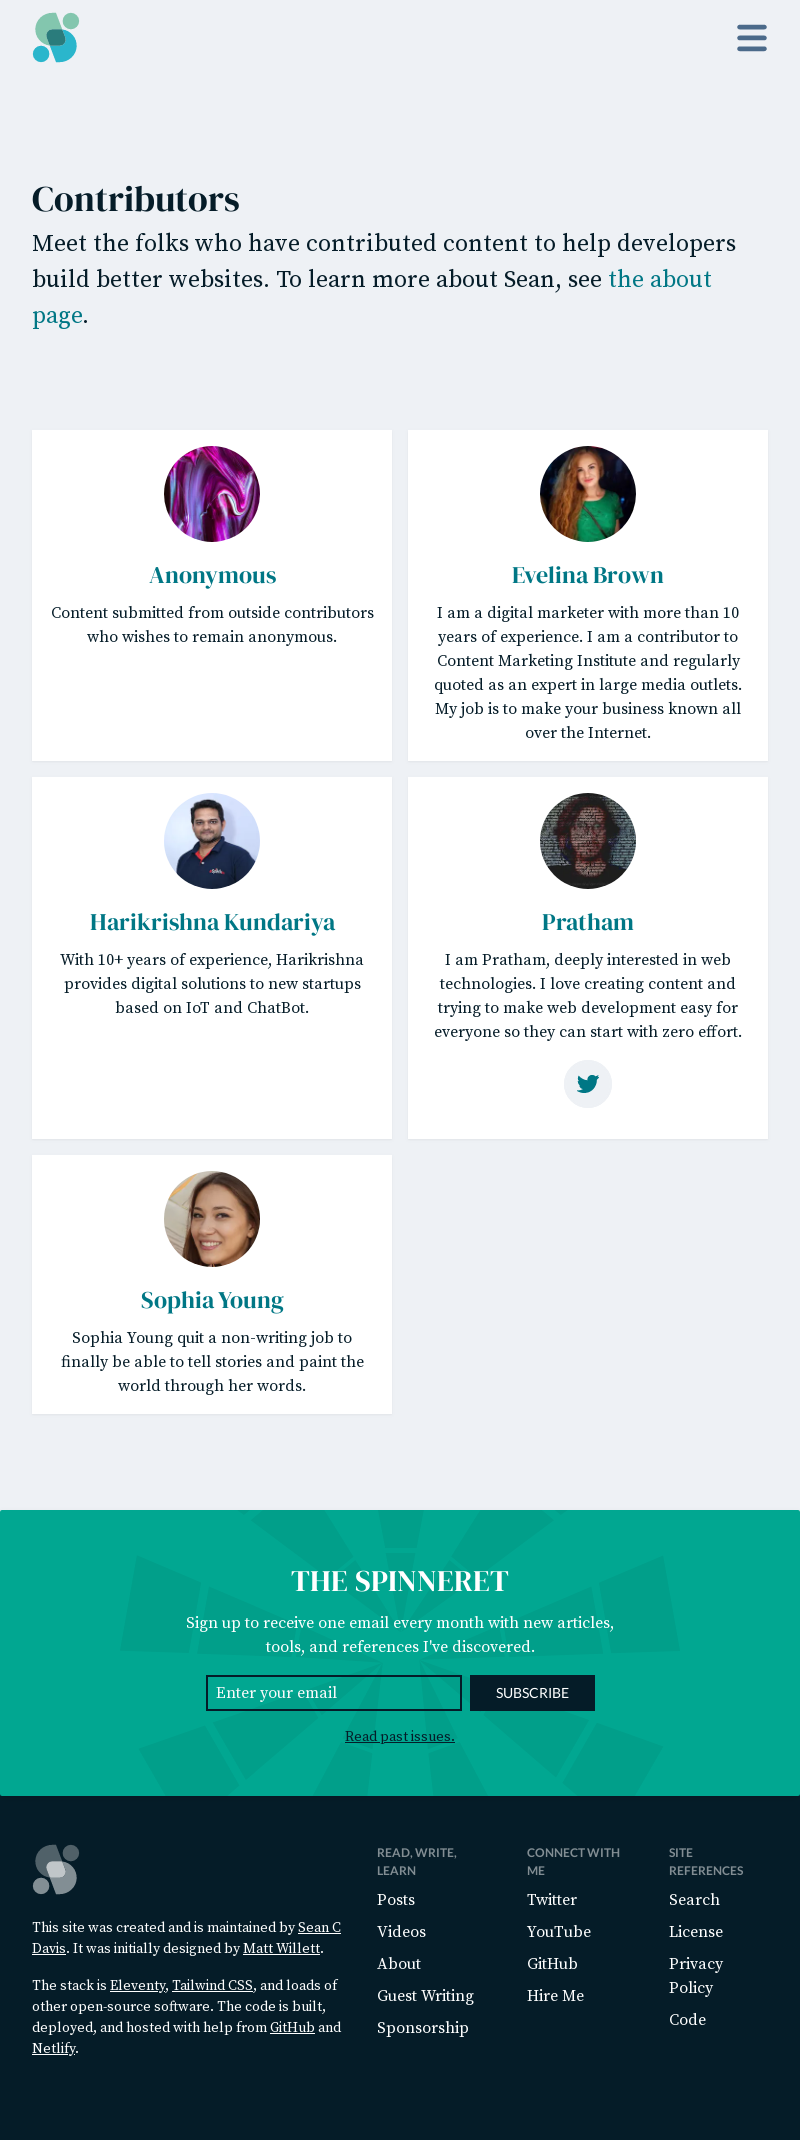 Contributors
Meet the folks who have contributed content to help developers
build better websites. To learn more about Sean, see the about
page.
Anonymous
Content submitted from outside contributors
who wishes to remain anonymous.
Evelina Brown
I am a digital marketer with more than 10
years of experience. I am a contributor to
Content Marketing Institute and regularly
quoted as an expert in large media outlets.
My job is to make your business known all
over the Internet.
Harikrishna Kundariya
With 10+ years of experience, Harikrishna
provides digital solutions to new startups
based on IoT and ChatBot.
Pratham
I am Pratham, deeply interested in web
technologies. I love creating content and
trying to make web development easy for
everyone so they can start with zero effort.
Sophia Young
Sophia Young quit a non-writing job to
finally be able to tell stories and paint the
world through her words.
THE SPINNERET
Sign up to receive one email every month with new articles,
tools, and references I've discovered.
Enter your email
SUBSCRIBE
Read past issues.
This site was created and is maintained by Sean C
Davis. It was initially designed by Matt Willett.
The stack is Eleventy, Tailwind CSS, and loads of
other open-source software. The code is built,
deployed, and hosted with help from GitHub and
Netlify.
READ, WRITE,
LEARN
Posts
Videos
About
Guest Writing
Sponsorship
CONNECT WITH
ME
Twitter
YouTube
GitHub
Hire Me
SITE
REFERENCES
Search
License
Privacy
Policy
Code